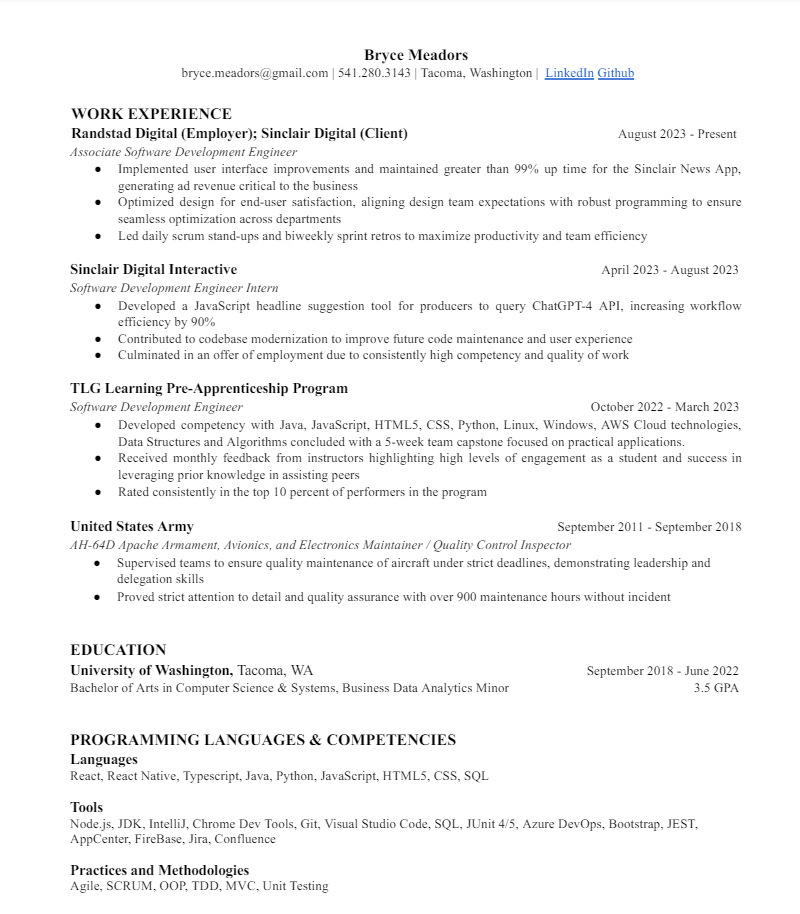 Bryce Meadors
bryce.meadors@gmail.com | 541.280.3143 | Tacoma, Washington | LinkedIn Github
WORK EXPERIENCE
Randstad Digital (Employer); Sinclair Digital (Client) August 2023 - Present
Associate Software Development Engineer
● Implemented user interface improvements and maintained greater than 99% up time for the Sinclair News App,
generating ad revenue critical to the business
● Optimized design for end-user satisfaction, aligning design team expectations with robust programming to ensure
seamless optimization across departments
● Led daily scrum stand-ups and biweekly sprint retros to maximize productivity and team efficiency
Sinclair Digital Interactive April 2023 - August 2023
Software Development Engineer Intern
● Developed a JavaScript headline suggestion tool for producers to query ChatGPT-4 API, increasing workflow
efficiency by 90%
● Contributed to codebase modernization to improve future code maintenance and user experience
● Culminated in an offer of employment due to consistently high competency and quality of work
TLG Learning Pre-Apprenticeship Program
Software Development Engineer October 2022 - March 2023
● Developed competency with Java, JavaScript, HTML5, CSS, Python, Linux, Windows, AWS Cloud technologies,
Data Structures and Algorithms concluded with a 5-week team capstone focused on practical applications.
● Received monthly feedback from instructors highlighting high levels of engagement as a student and success in
leveraging prior knowledge in assisting peers
● Rated consistently in the top 10 percent of performers in the program
United States Army September 2011 - September 2018
AH-64D Apache Armament, Avionics, and Electronics Maintainer / Quality Control Inspector
● Supervised teams to ensure quality maintenance of aircraft under strict deadlines, demonstrating leadership and
delegation skills
● Proved strict attention to detail and quality assurance with over 900 maintenance hours without incident
EDUCATION
University of Washington, Tacoma, WA September 2018 - June 2022
Bachelor of Arts in Computer Science & Systems, Business Data Analytics Minor 3.5 GPA
PROGRAMMING LANGUAGES & COMPETENCIES
Languages
React, React Native, Typescript, Java, Python, JavaScript, HTML5, CSS, SQL
Tools
Node.js, JDK, IntelliJ, Chrome Dev Tools, Git, Visual Studio Code, SQL, JUnit 4/5, Azure DevOps, Bootstrap, JEST,
AppCenter, FireBase, Jira, Confluence
Practices and Methodologies
Agile, SCRUM, OOP, TDD, MVC, Unit Testing